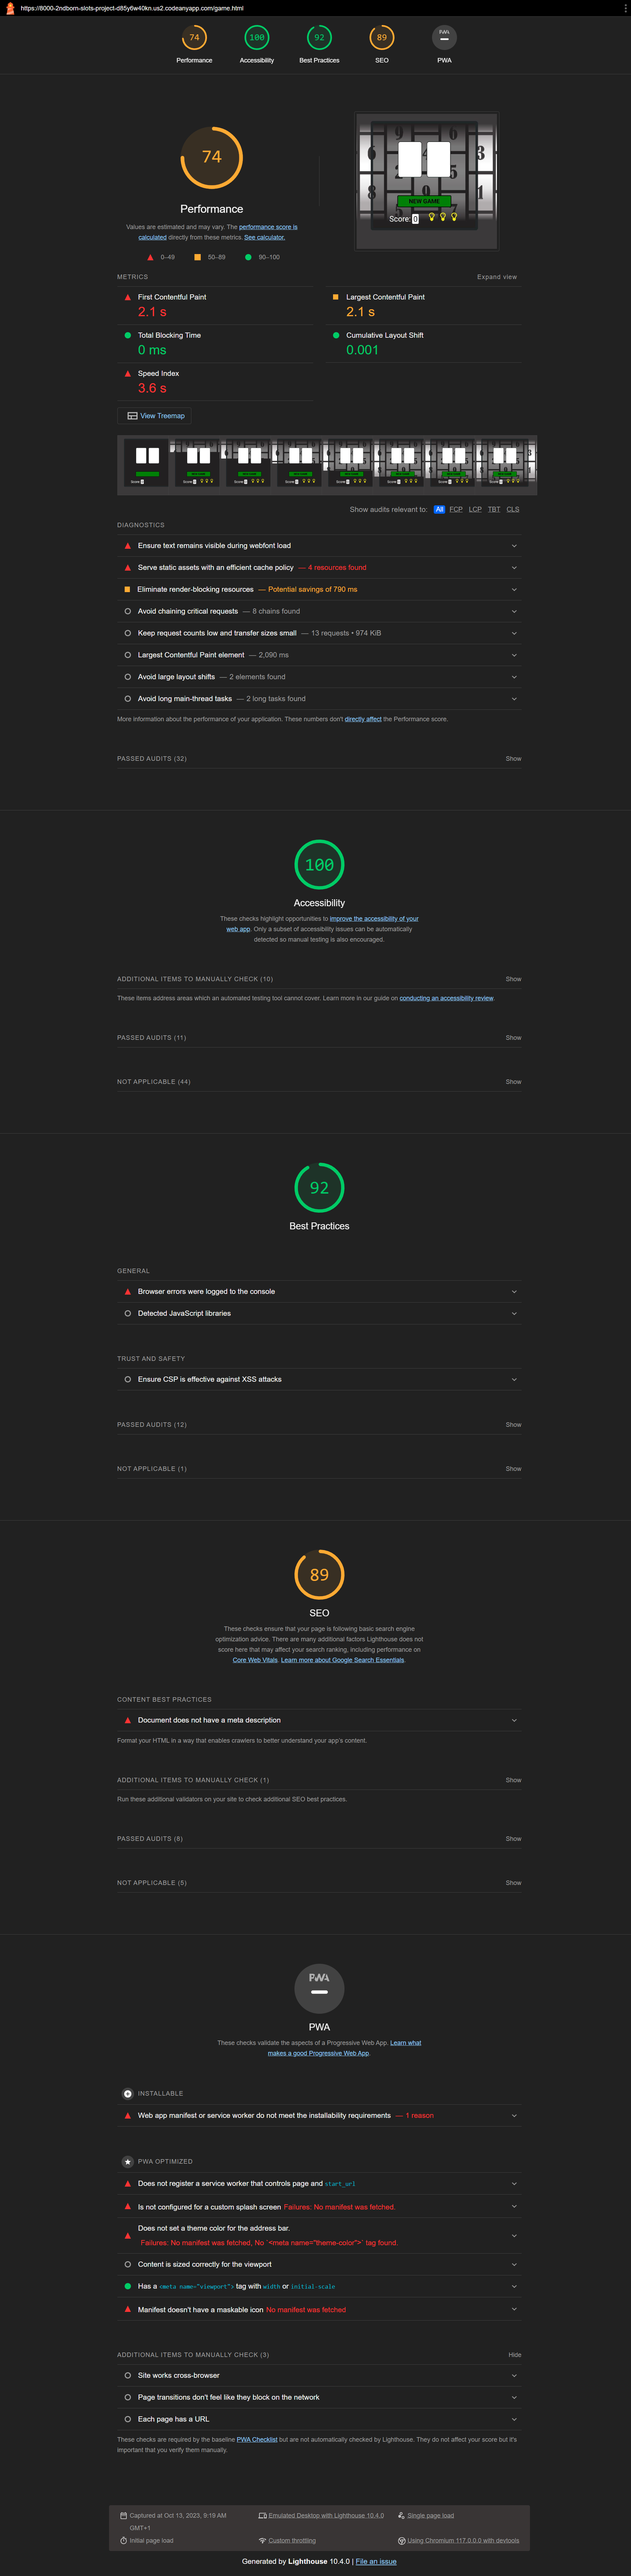 https://8000-2ndborn-slots-project-d85y6w40kn.us2.codeanyapp.com/game.html
74
100
92
89
PWA
Performance
Accessibility
Best Practices
SEO
PWA
74
Performance
Values are estimated and may vary. The performance score is
calculated directly from these metrics. See calculator.
0–49
50–89
90–100
NEW GAME
Score: 0
METRICS
Expand view
First Contentful Paint
2.1 s
Largest Contentful Paint
2.1 s
Total Blocking Time
0 ms
Cumulative Layout Shift
0.001
Speed Index
3.6 s
View Treemap
Show audits relevant to: All FCP LCP TBT CLS
DIAGNOSTICS
Ensure text remains visible during webfont load
Serve static assets with an efficient cache policy — 4 resources found
Eliminate render-blocking resources — Potential savings of 790 ms
Avoid chaining critical requests — 8 chains found
Keep request counts low and transfer sizes small — 13 requests • 974 KiB
Largest Contentful Paint element — 2,090 ms
Avoid large layout shifts — 2 elements found
Avoid long main-thread tasks — 2 long tasks found
More information about the performance of your application. These numbers don't directly affect the Performance score.
PASSED AUDITS (32)
Show
100
Accessibility
These checks highlight opportunities to improve the accessibility of your
web app. Only a subset of accessibility issues can be automatically
detected so manual testing is also encouraged.
ADDITIONAL ITEMS TO MANUALLY CHECK (10)
Show
These items address areas which an automated testing tool cannot cover. Learn more in our guide on conducting an accessibility review.
PASSED AUDITS (11)
Show
NOT APPLICABLE (44)
Show
92
Best Practices
GENERAL
Browser errors were logged to the console
Detected JavaScript libraries
TRUST AND SAFETY
Ensure CSP is effective against XSS attacks
PASSED AUDITS (12)
Show
NOT APPLICABLE (1)
Show
89
SEO
These checks ensure that your page is following basic search engine
optimization advice. There are many additional factors Lighthouse does not
score here that may affect your search ranking, including performance on
Core Web Vitals. Learn more about Google Search Essentials.
CONTENT BEST PRACTICES
Document does not have a meta description
Format your HTML in a way that enables crawlers to better understand your app's content.
ADDITIONAL ITEMS TO MANUALLY CHECK (1)
Show
Run these additional validators on your site to check additional SEO best practices.
PASSED AUDITS (8)
Show
NOT APPLICABLE (5)
Show
PWA
PWA
These checks validate the aspects of a Progressive Web App. Learn what
makes a good Progressive Web App.
INSTALLABLE
Web app manifest or service worker do not meet the installability requirements — 1 reason
PWA OPTIMIZED
Does not register a service worker that controls page and start_url
Is not configured for a custom splash screen Failures: No manifest was fetched.
Does not set a theme color for the address bar.
Failures: No manifest was fetched, No `<meta name="theme-color">` tag found.
Content is sized correctly for the viewport
Has a <meta name="viewport"> tag with width or initial-scale
Manifest doesn't have a maskable icon No manifest was fetched
ADDITIONAL ITEMS TO MANUALLY CHECK (3)
Hide
Site works cross-browser
Page transitions don't feel like they block on the network
Each page has a URL
These checks are required by the baseline PWA Checklist but are not automatically checked by Lighthouse. They do not affect your score but it's
important that you verify them manually.
Captured at Oct 13, 2023, 9:19 AM
GMT+1
Emulated Desktop with Lighthouse 10.4.0
Single page load
Initial page load
Custom throttling
Using Chromium 117.0.0.0 with devtools
Generated by Lighthouse 10.4.0 | File an issue